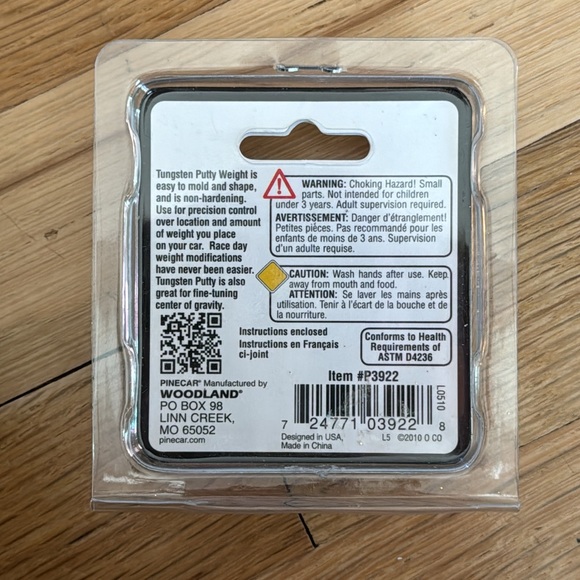 Tungsten Putty Weight is
easy to mold and shape,
and is non-hardening.
Use for precision control
over location and amount
of weight you place
on your car. Race day
weight modifications
have never been easier.
Tungsten Putty is also
great for fine-tuning
center of gravity.
WARNING: Choking Hazard! Small
parts. Not intended for children
under 3 years. Adult supervision required.
AVERTISSEMENT: Danger d'étranglement!
Petites pièces. Pas recommandé pour les
enfants de moins de 3 ans. Supervision
d'un adulte requise.
CAUTION: Wash hands after use. Keep
away from mouth and food.
ATTENTION: Se laver les mains après
utilisation. Tenir à l'écart de la bouche et de
la nourriture.
Instructions enclosed
Instructions en Français
ci-joint
Conforms to Health
Requirements of
ASTM D4236
PINECAR® Manufactured by
WOODLAND®
PO BOX 98
LINN CREEK,
MO 65052
pinecar.com
Item #P3922
L0510
7 24771 03922 8
Designed in USA,
Made in China
L5 ©2010 O CO